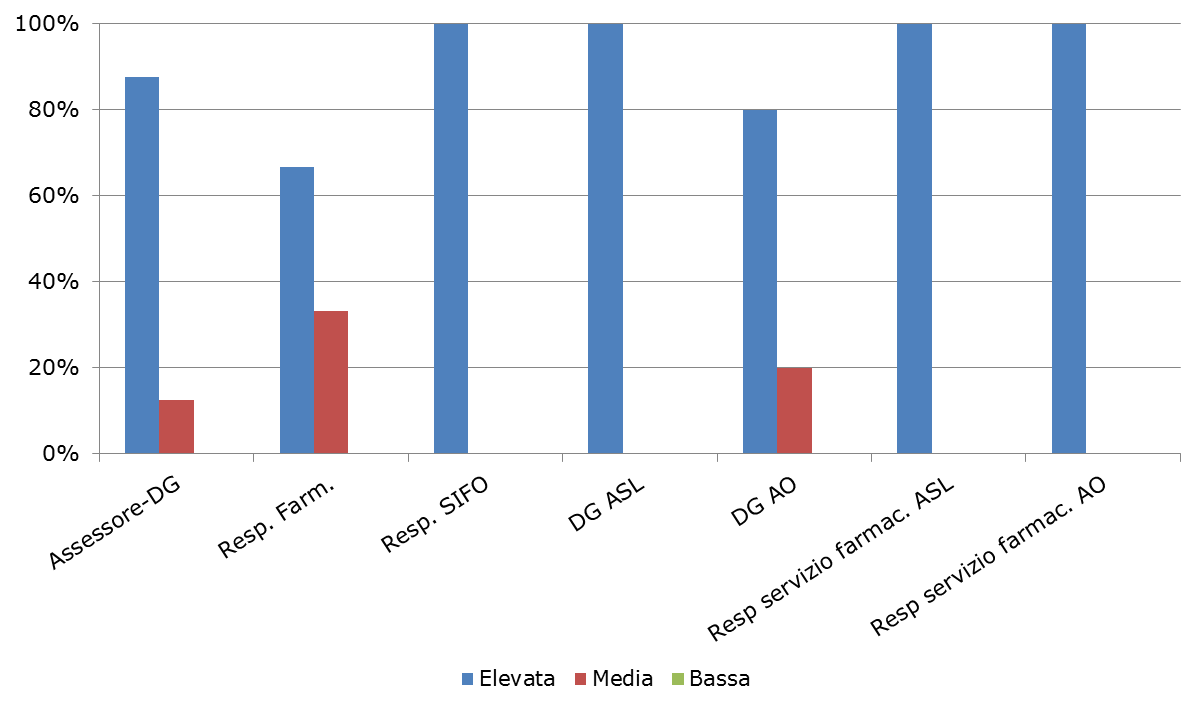 100%
80%
60%
40%
20%
0%
Assessore-DG
Resp. Farm.
Resp. SIFO
DG ASL
DG AO
Resp servizio farmac. ASL
Resp servizio farmac. AO
Elevata Media Bassa